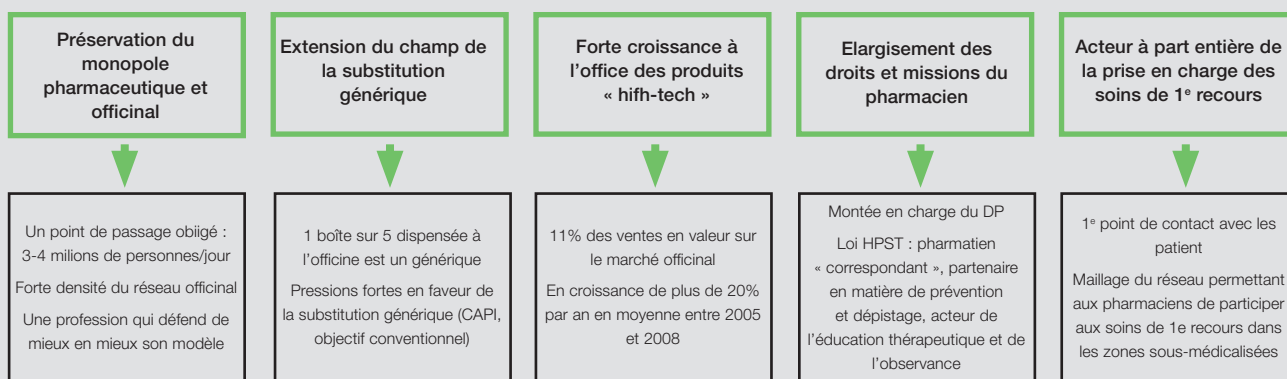 Préservation du
monopole
pharmaceutique et
officinal
Un point de passage obiigé :
3-4 milions de personnes/jour
Forte densité du réseau officinal
Une profession qui défend de
mieux en mieux son modèle
Extension du champ de
la substitution
générique
1 boîte sur 5 dispensée à
l’officine est un générique
Pressions fortes en faveur de
la substitution générique (CAPI,
objectif conventionnel)
Forte croissance à
l’office des produits
« hifh-tech »
11% des ventes en valeur sur
le marché officinal
En croissance de plus de 20%
par an en moyenne entre 2005
et 2008
Elargisement des
droits et missions du
pharmacien
Montée en charge du DP
Loi HPST : pharmatien
« correspondant », partenaire
en matière de prévention
et dépistage, acteur de
l’éducation thérapeutique et de
l’observance
Acteur à part entière de
la prise en charge des
soins de 1e recours
1e point de contact avec les
patient
Maillage du réseau permettant
aux pharmaciens de participer
aux soins de 1e recours dans
les zones sous-médicalisées